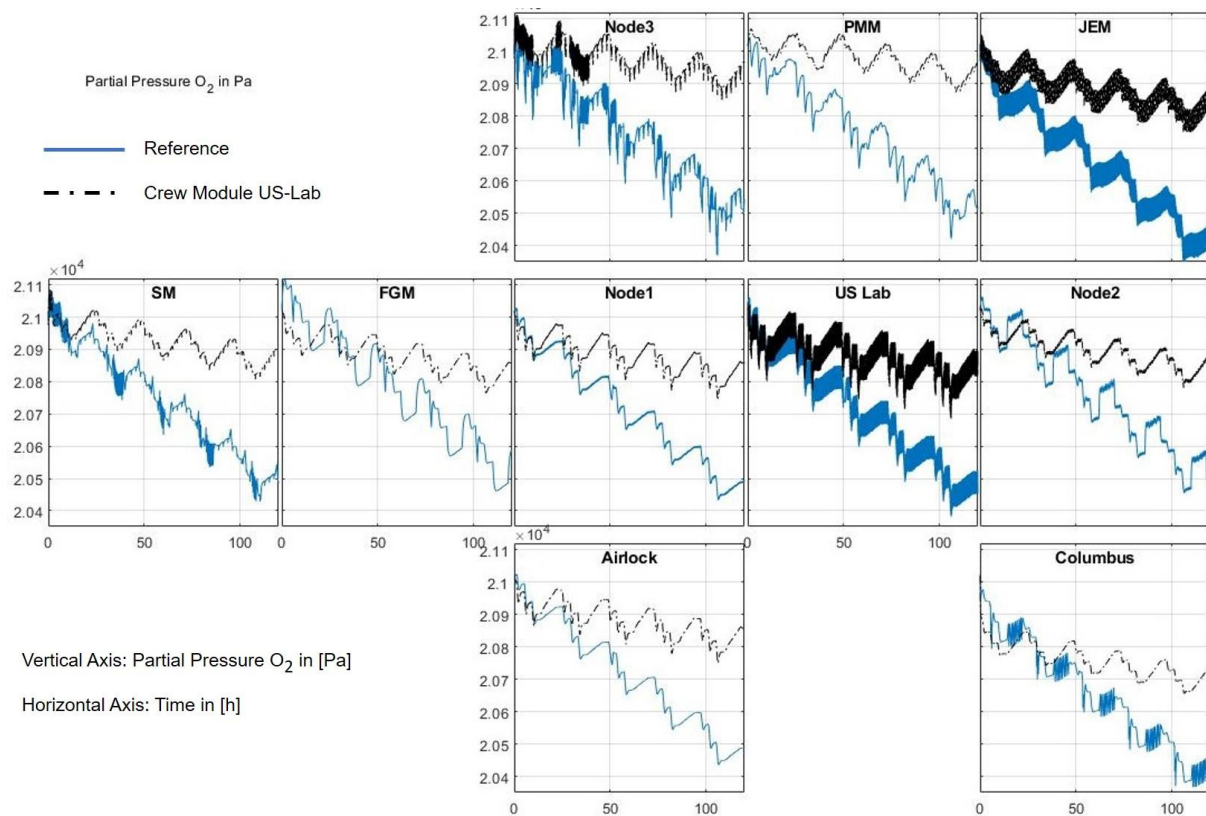 Node3
PMM
JEM
2.11
2.1
2.09
2.08
2.07
2.06
2.05
2.04
Partial Pressure O2 in Pa
Reference
Crew Module US-Lab
×10^4
SM
FGM
Node1
US Lab
Node2
2.11
2.1
2.09
2.08
2.07
2.06
2.05
2.04
0 50 100
0 50 100
0 50 100
0 50 100
×10^4
Airlock
Columbus
2.11
2.1
2.09
2.08
2.07
2.06
2.05
2.04
0 50 100
0 50 100
Vertical Axis: Partial Pressure O2 in [Pa]
Horizontal Axis: Time in [h]